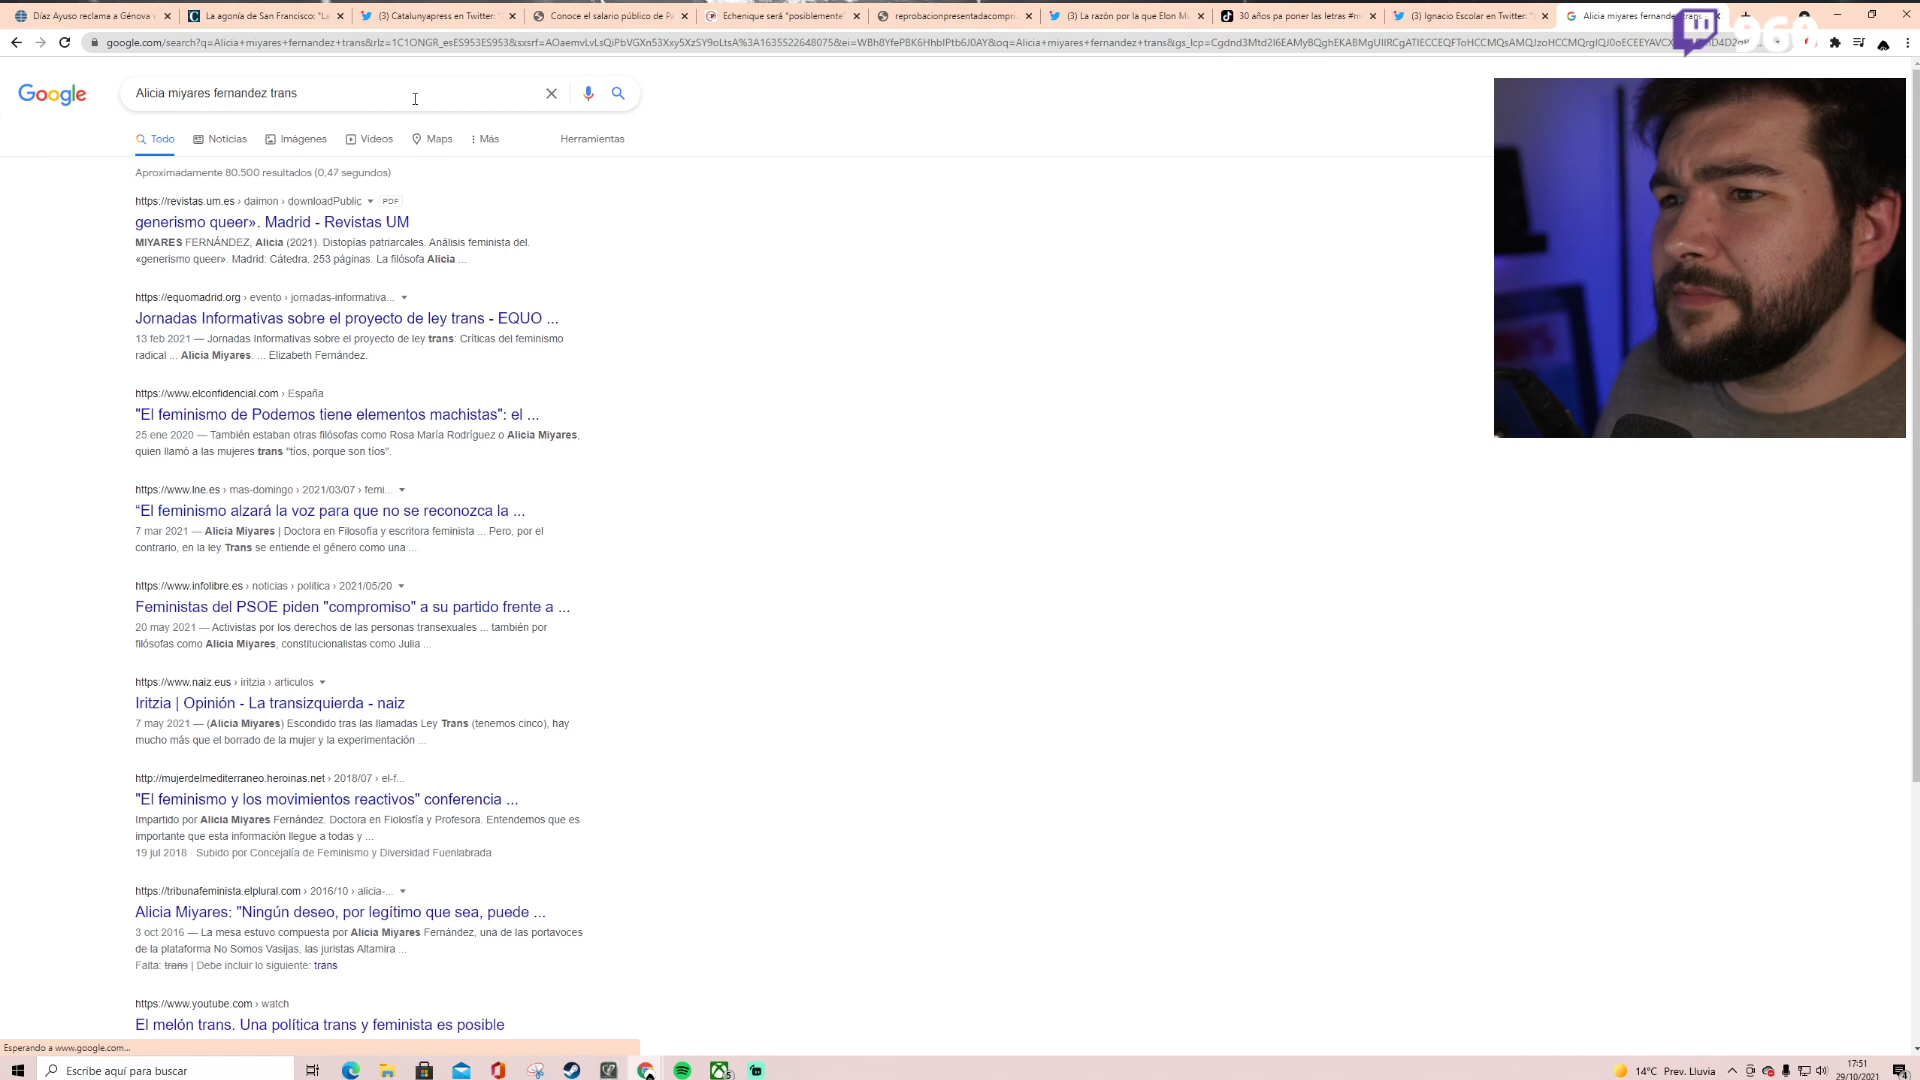 Díaz Ayuso reclama a Génova v
La agonía de San Francisco: "La
(3) Catalunyapress en Twitter: "
Conoce el salario público de Pa
Echenique será "posiblemente"
reprobacionpresentadacompri
(3) La razón por la que Elon Mu
30 años pa poner las letras #m
(3) Ignacio Escolar en Twitter: "
Alicia miyares fernandez trans
960
Google
Alicia miyares fernandez trans
Todo
Noticias
Imágenes
Vídeos
Maps
Más
Herramientas
Aproximadamente 80.500 resultados (0,47 segundos)
https://revistas.um.es › daimon › downloadPublic PDF
generismo queer». Madrid - Revistas UM
MIYARES FERNÁNDEZ, Alicia (2021). Distopías patriarcales. Análisis feminista del.
«generismo queer». Madrid: Cátedra. 253 páginas. La filósofa Alicia ...
https://equomadrid.org › evento › jornadas-informativa...
Jornadas Informativas sobre el proyecto de ley trans - EQUO ...
13 feb 2021 — Jornadas Informativas sobre el proyecto de ley trans: Críticas del feminismo
radical ... Alicia Miyares. ... Elizabeth Fernández.
https://www.elconfidencial.com › España
"El feminismo de Podemos tiene elementos machistas": el ...
25 ene 2020 — También estaban otras filósofas como Rosa María Rodríguez o Alicia Miyares,
quien llamó a las mujeres trans "tíos, porque son tíos".
https://www.lne.es › mas-domingo › 2021/03/07 › femi...
“El feminismo alzará la voz para que no se reconozca la ...
7 mar 2021 — Alicia Miyares | Doctora en Filosofía y escritora feminista ... Pero, por el
contrario, en la ley Trans se entiende el género como una ...
https://www.infolibre.es › noticias › politica › 2021/05/20
Feministas del PSOE piden "compromiso" a su partido frente a ...
20 may 2021 — Activistas por los derechos de las personas transexuales ... también por
filósofas como Alicia Miyares, constitucionalistas como Julia ...
https://www.naiz.eus › iritzia › articulos
Iritzia | Opinión - La transizquierda - naiz
7 may 2021 — (Alicia Miyares) Escondido tras las llamadas Ley Trans (tenemos cinco), hay
mucho más que el borrado de la mujer y la experimentación ...
http://mujerdelmediterraneo.heroinas.net › 2018/07 › el-f...
"El feminismo y los movimientos reactivos" conferencia ...
Impartido por Alicia Miyares Fernández. Doctora en Fiolosfía y Profesora. Entendemos que es
importante que esta información llegue a todas y ...
19 jul 2018 · Subido por Concejalía de Feminismo y Diversidad Fuenlabrada
https://tribunafeminista.elplural.com › 2016/10 › alicia-...
Alicia Miyares: "Ningún deseo, por legítimo que sea, puede ...
3 oct 2016 — La mesa estuvo compuesta por Alicia Miyares Fernández, una de las portavoces
de la plataforma No Somos Vasijas, las juristas Altamira ...
Falta: trans | Debe incluir lo siguiente: trans
https://www.youtube.com › watch
El melón trans. Una política trans y feminista es posible
Esperando a www.google.com...
Escribe aquí para buscar
14°C Prev. Lluvia
17:51
29/10/2021